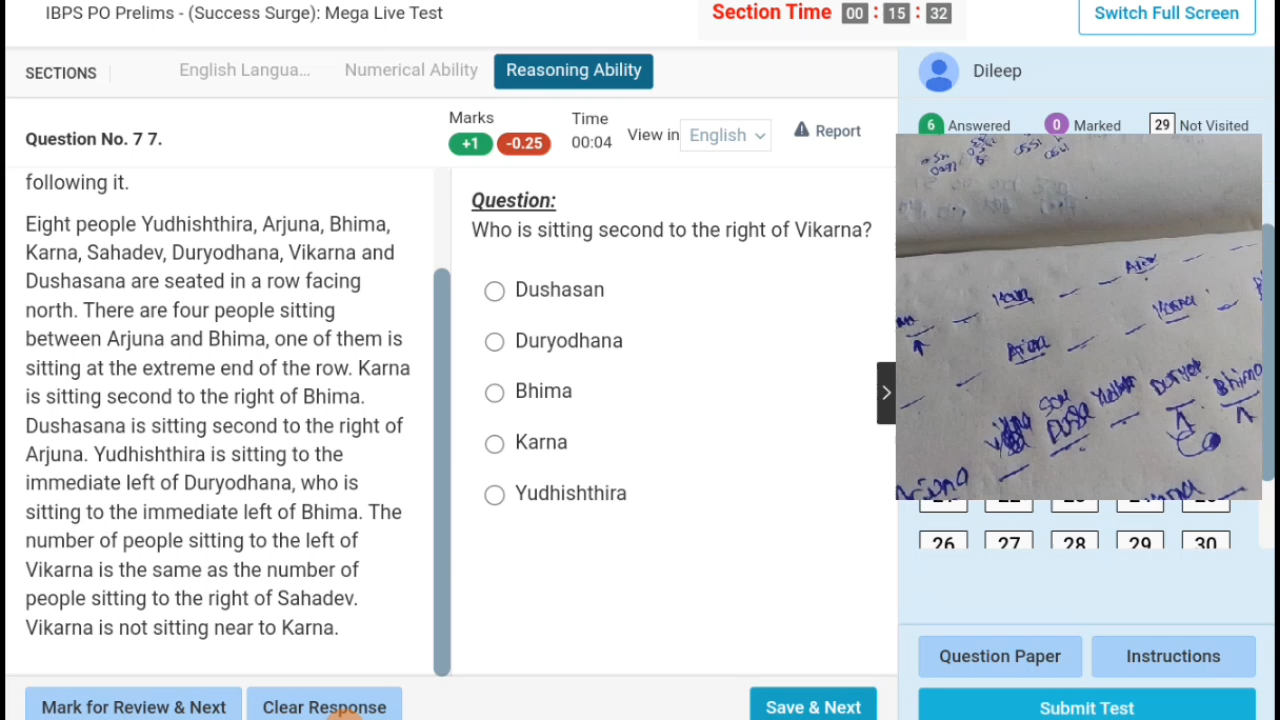 IBPS PO Prelims - (Success Surge): Mega Live Test
Section Time 00 : 15 : 32
Switch Full Screen
SECTIONS
English Langua...
Numerical Ability
Reasoning Ability
Dileep
Question No. 7 7.
Marks
+1 -0.25
Time
00:04
View in English
Report
6 Answered
0 Marked
29 Not Visited
following it.
Eight people Yudhishthira, Arjuna, Bhima,
Karna, Sahadev, Duryodhana, Vikarna and
Dushasana are seated in a row facing
north. There are four people sitting
between Arjuna and Bhima, one of them is
sitting at the extreme end of the row. Karna
is sitting second to the right of Bhima.
Dushasana is sitting second to the right of
Arjuna. Yudhishthira is sitting to the
immediate left of Duryodhana, who is
sitting to the immediate left of Bhima. The
number of people sitting to the left of
Vikarna is the same as the number of
people sitting to the right of Sahadev.
Vikarna is not sitting near to Karna.
Question:
Who is sitting second to the right of Vikarna?
Dushasan
Duryodhana
Bhima
Karna
Yudhishthira
Karna
Bhima
Arjuna
26 27 28 29 30
Question Paper
Instructions
Mark for Review & Next
Clear Response
Save & Next
Submit Test